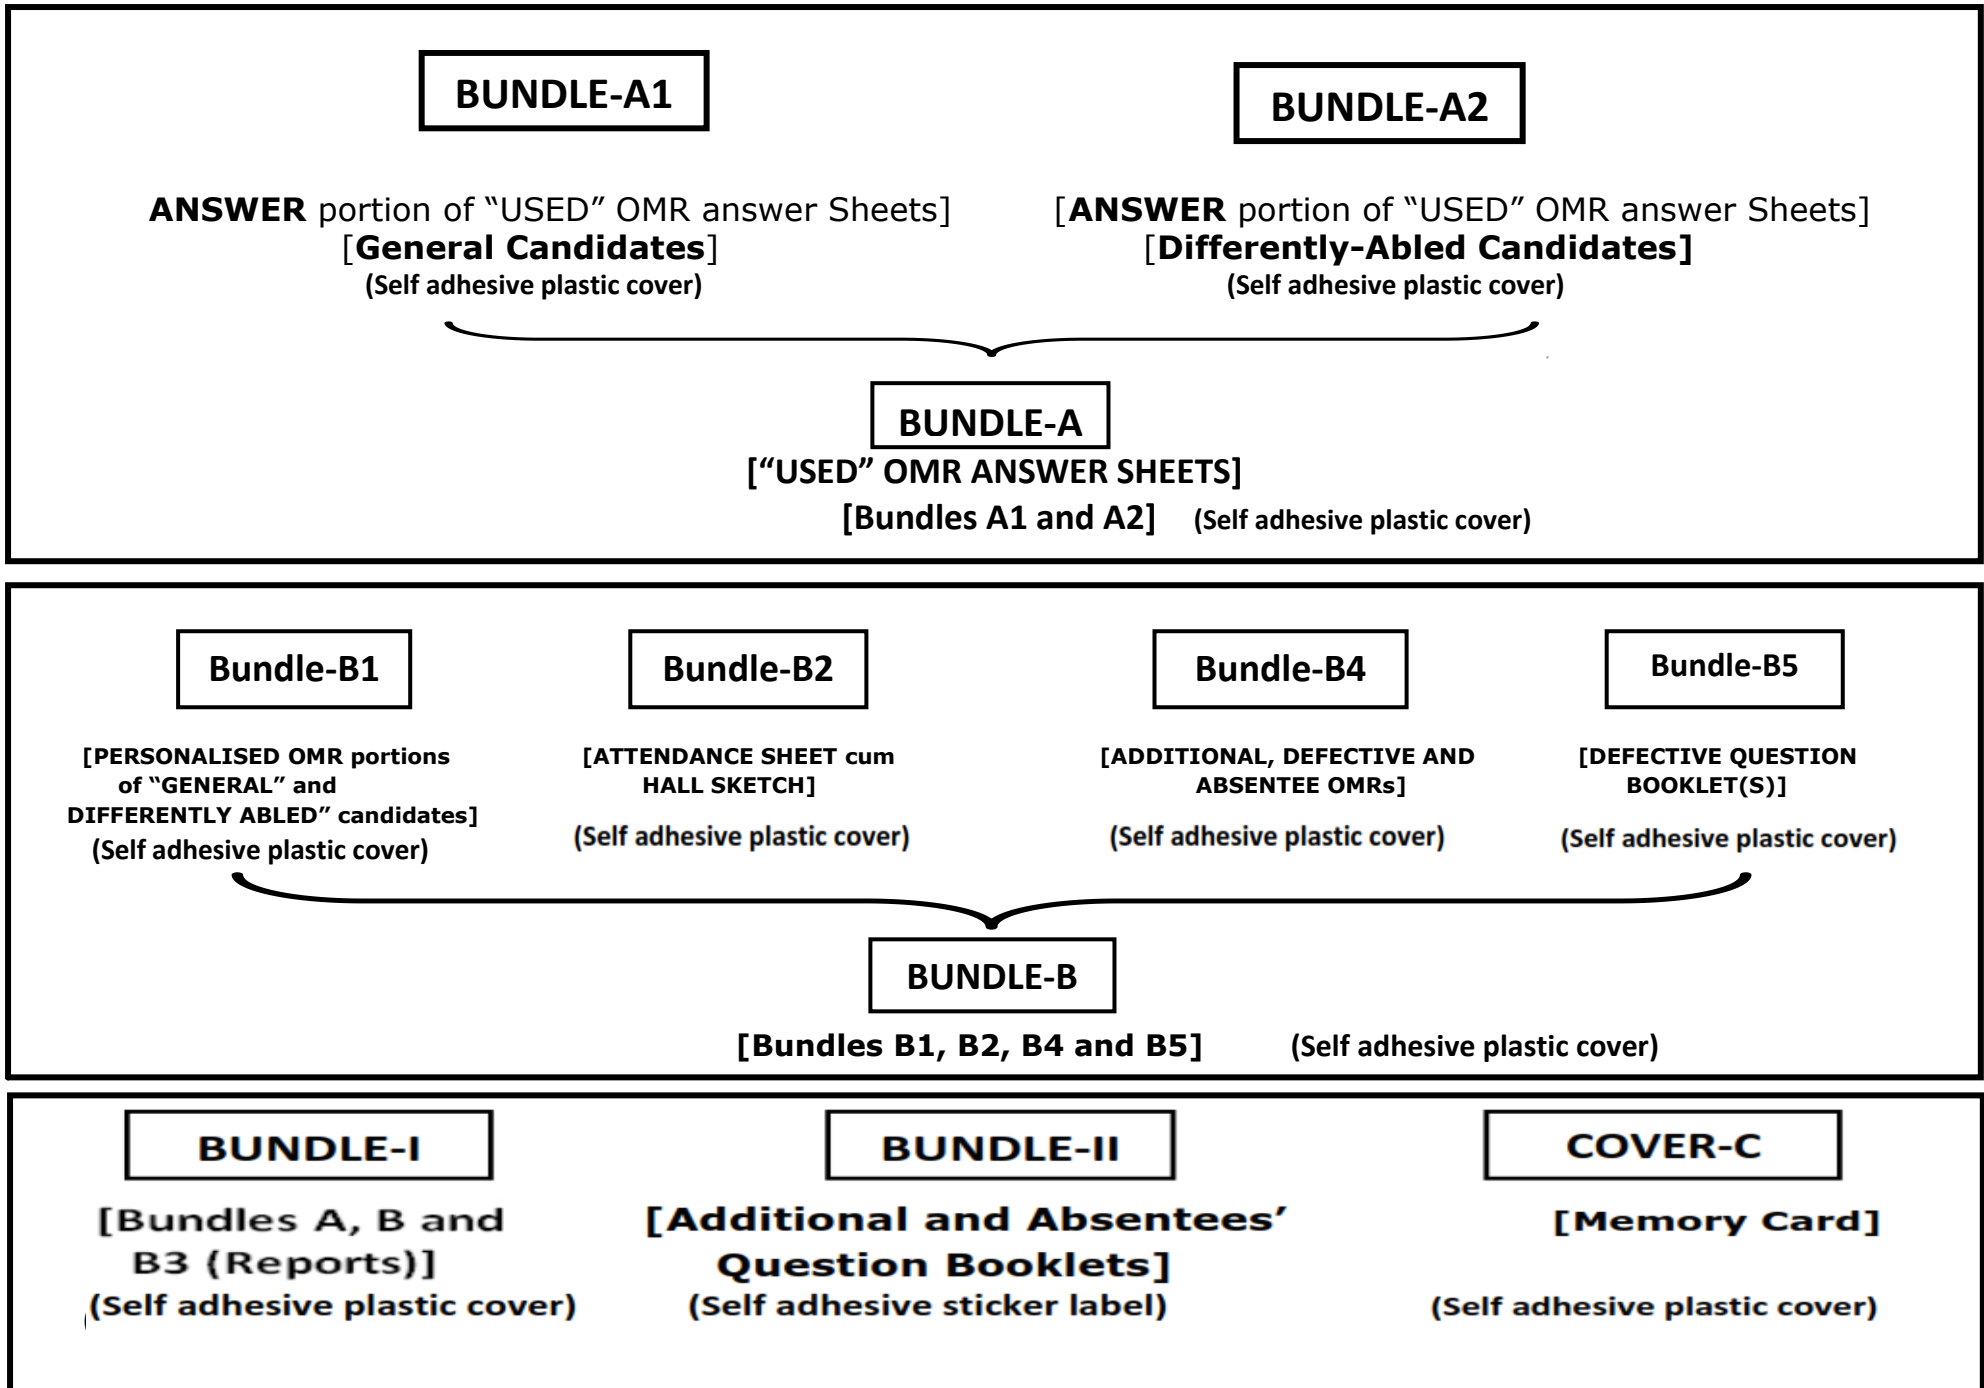 BUNDLE-A1
BUNDLE-A2
ANSWER portion of “USED” OMR answer Sheets]
[General Candidates]
(Self adhesive plastic cover)
[ANSWER portion of “USED” OMR answer Sheets]
[Differently-Abled Candidates]
(Self adhesive plastic cover)
BUNDLE-A
[“USED” OMR ANSWER SHEETS]
[Bundles A1 and A2] (Self adhesive plastic cover)
Bundle-B1
Bundle-B2
Bundle-B4
Bundle-B5
[PERSONALISED OMR portions
of “GENERAL” and
DIFFERENTLY ABLED” candidates]
(Self adhesive plastic cover)
[ATTENDANCE SHEET cum
HALL SKETCH]
(Self adhesive plastic cover)
[ADDITIONAL, DEFECTIVE AND
ABSENTEE OMRs]
(Self adhesive plastic cover)
[DEFECTIVE QUESTION
BOOKLET(S)]
(Self adhesive plastic cover)
BUNDLE-B
[Bundles B1, B2, B4 and B5] (Self adhesive plastic cover)
BUNDLE-I
[Bundles A, B and
B3 (Reports)]
(Self adhesive plastic cover)
BUNDLE-II
[Additional and Absentees’
Question Booklets]
(Self adhesive sticker label)
COVER-C
[Memory Card]
(Self adhesive plastic cover)